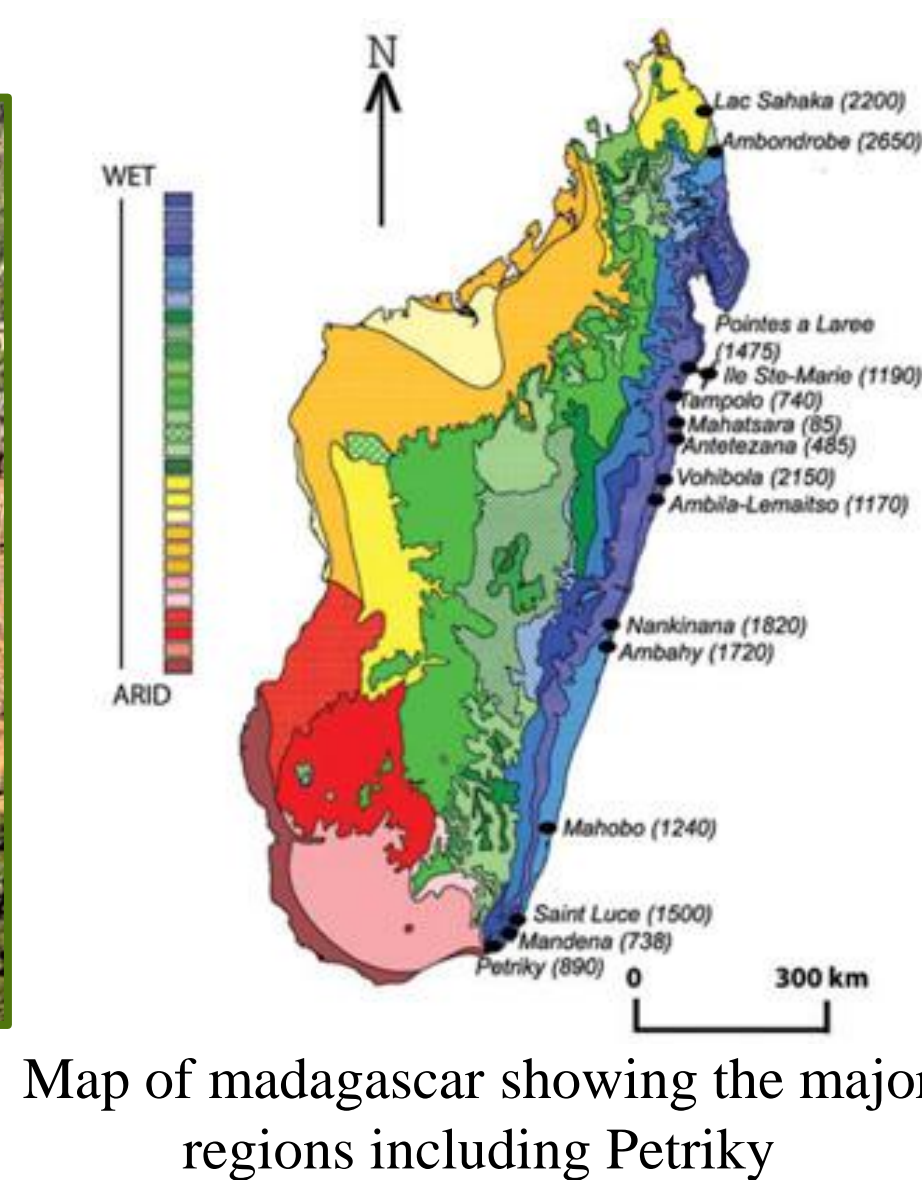 N
WET
ARID
Lac Sahaka (2200)
Ambondrobe (2650)
Pointes a Laree
(1475)
Ile Ste-Marie (1190)
Tampolo (740)
Mahatsara (85)
Antetezana (485)
Vohibola (2150)
Ambila-Lemaitso (1170)
Nankinana (1820)
Ambahy (1720)
Mahobo (1240)
Saint Luce (1500)
Mandena (738)
Petriky (890)
0 300 km
Map of madagascar showing the major
regions including Petriky